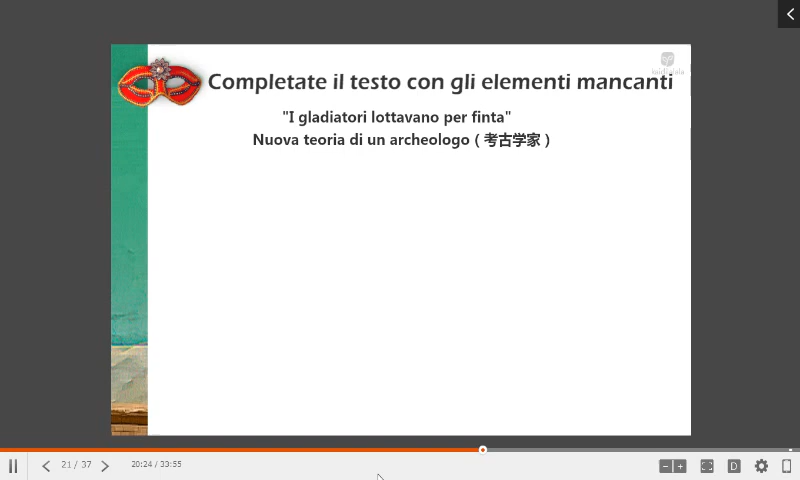 Completate il testo con gli elementi mancanti
"I gladiatori lottavano per finta"
Nuova teoria di un archeologo ( 考古学家 )
21 / 37
20:24 / 33:55
D